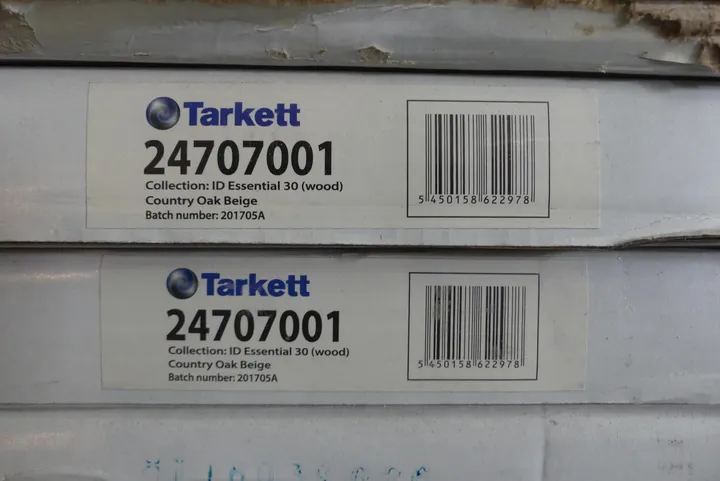 Tarkett
24707001
Collection: ID Essential 30 (wood)
Country Oak Beige
Batch number: 201705A
5 450158 622978
Tarkett
24707001
Collection: ID Essential 30 (wood)
Country Oak Beige
Batch number: 201705A
5 450158 622978